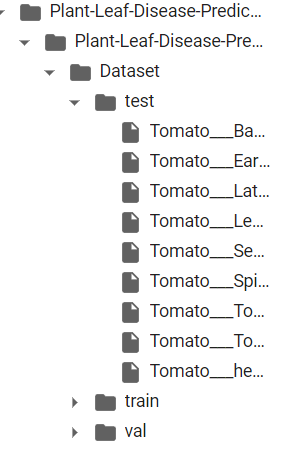 Plant-Leaf-Disease-Predic...
Plant-Leaf-Disease-Pre...
Dataset
test
Tomato___Ba...
Tomato___Ear...
Tomato___Lat...
Tomato___Le...
Tomato___Se...
Tomato___Spi...
Tomato___To...
Tomato___To...
Tomato___he...
train
val